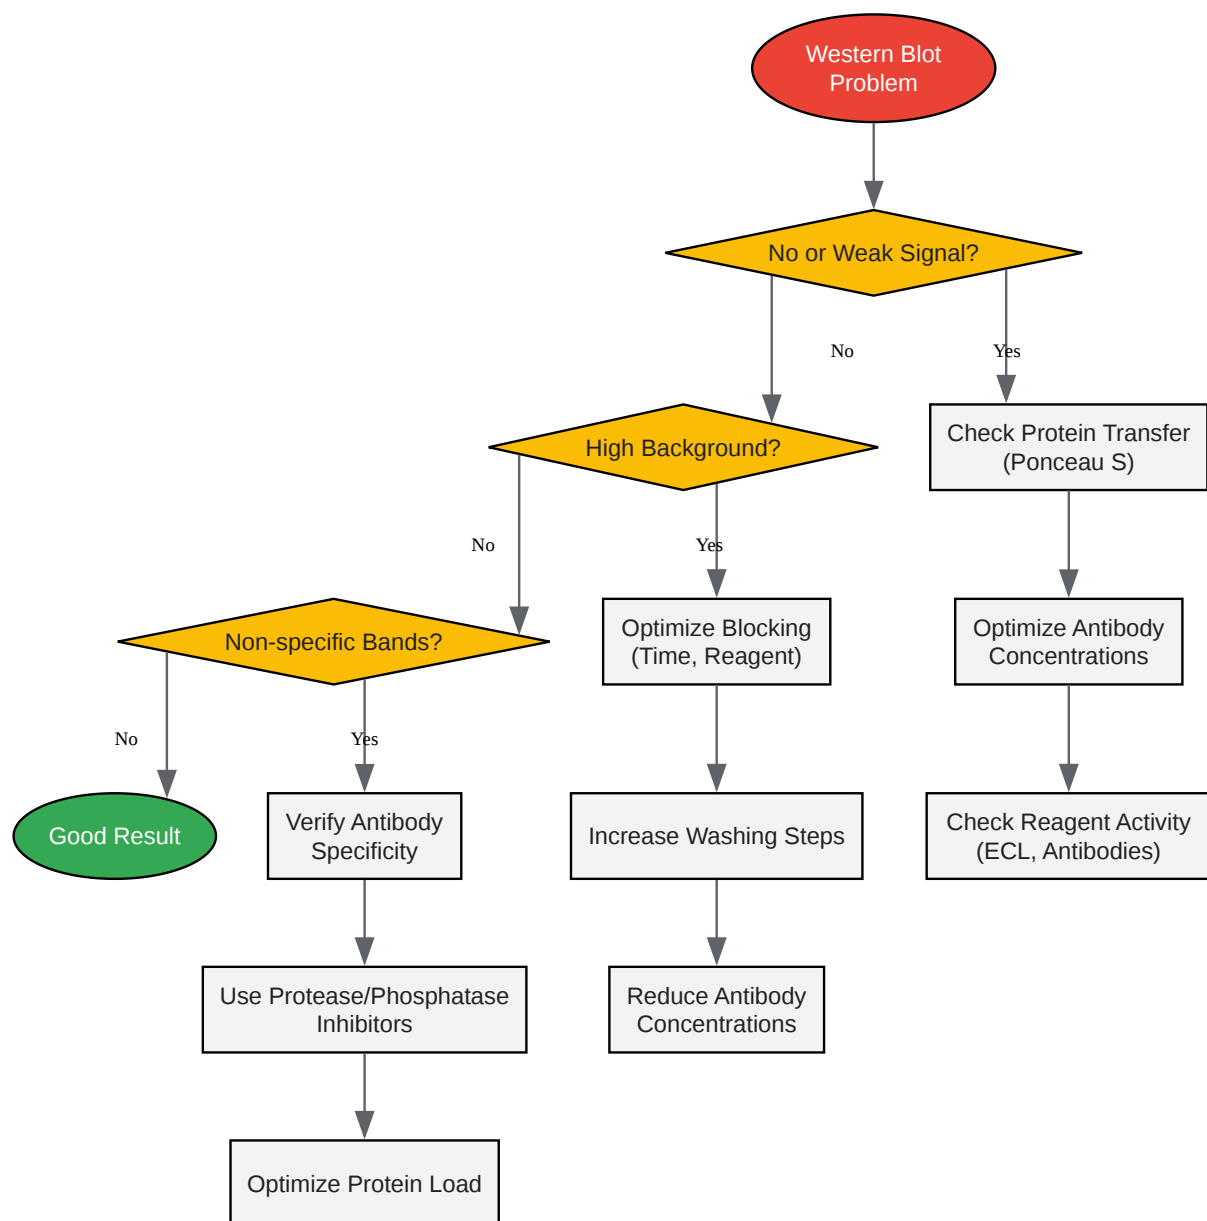 Western Blot
Problem
No or Weak Signal?
No
Yes
High Background?
Check Protein Transfer
(Ponceau S)
No
Yes
Non-specific Bands?
Optimize Blocking
(Time, Reagent)
Optimize Antibody
Concentrations
No
Yes
Good Result
Verify Antibody
Specificity
Increase Washing Steps
Check Reagent Activity
(ECL, Antibodies)
Use Protease/Phosphatase
Inhibitors
Reduce Antibody
Concentrations
Optimize Protein Load